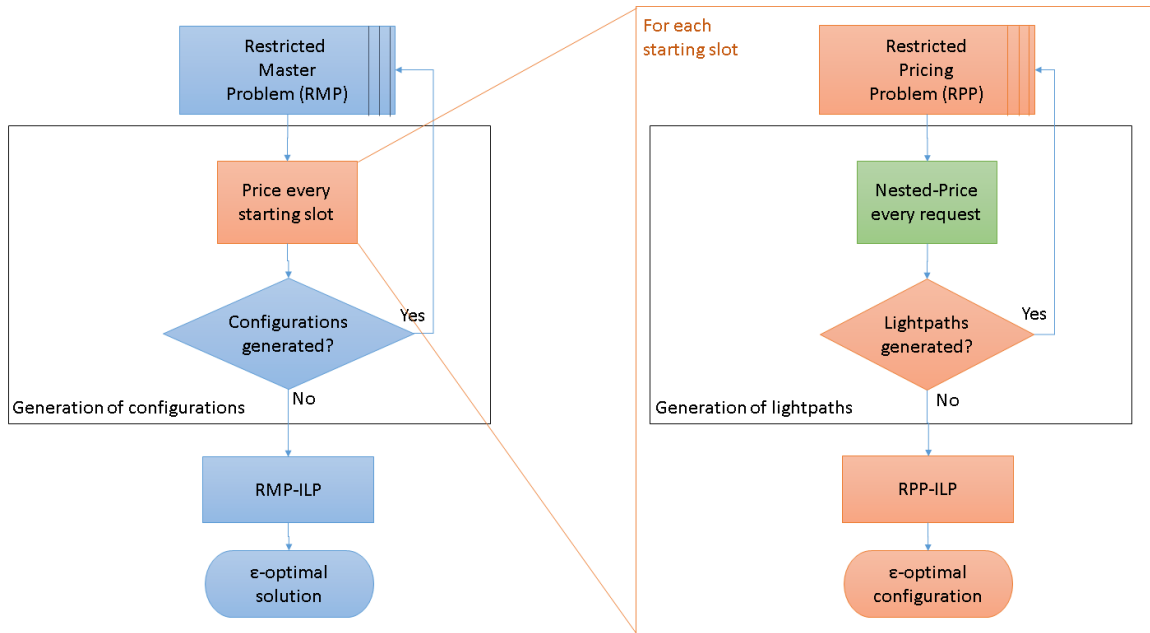 Restricted
Master
Problem (RMP)
Price every
starting slot
Configurations
generated?
Yes
No
Generation of configurations
RMP-ILP
ε-optimal
solution
For each
starting slot
Restricted
Pricing
Problem (RPP)
Nested-Price
every request
Lightpaths
generated?
Yes
No
Generation of lightpaths
RPP-ILP
ε-optimal
configuration